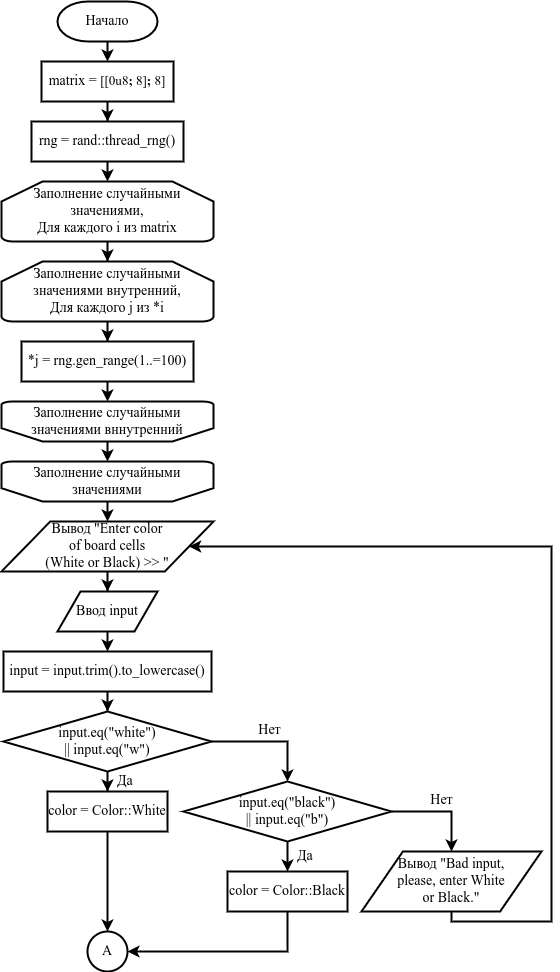 Начало
matrix = [[0u8; 8]; 8]
rng = rand::thread_rng()
Заполнение случайными
значениями,
Для каждого i из matrix
Заполнение случайными
значениями внутренний,
Для каждого j из *i
*j = rng.gen_range(1..=100)
Заполнение случайными
значениями вннутренний
Заполнение случайными
значениями
Вывод "Enter color
of board cells
(White or Black) >> "
Ввод input
input = input.trim().to_lowercase()
input.eq("white")
|| input.eq("w")
Нет
Да
color = Color::White
input.eq("black")
|| input.eq("b")
Нет
Да
color = Color::Black
Вывод "Bad input,
please, enter White
or Black."
A